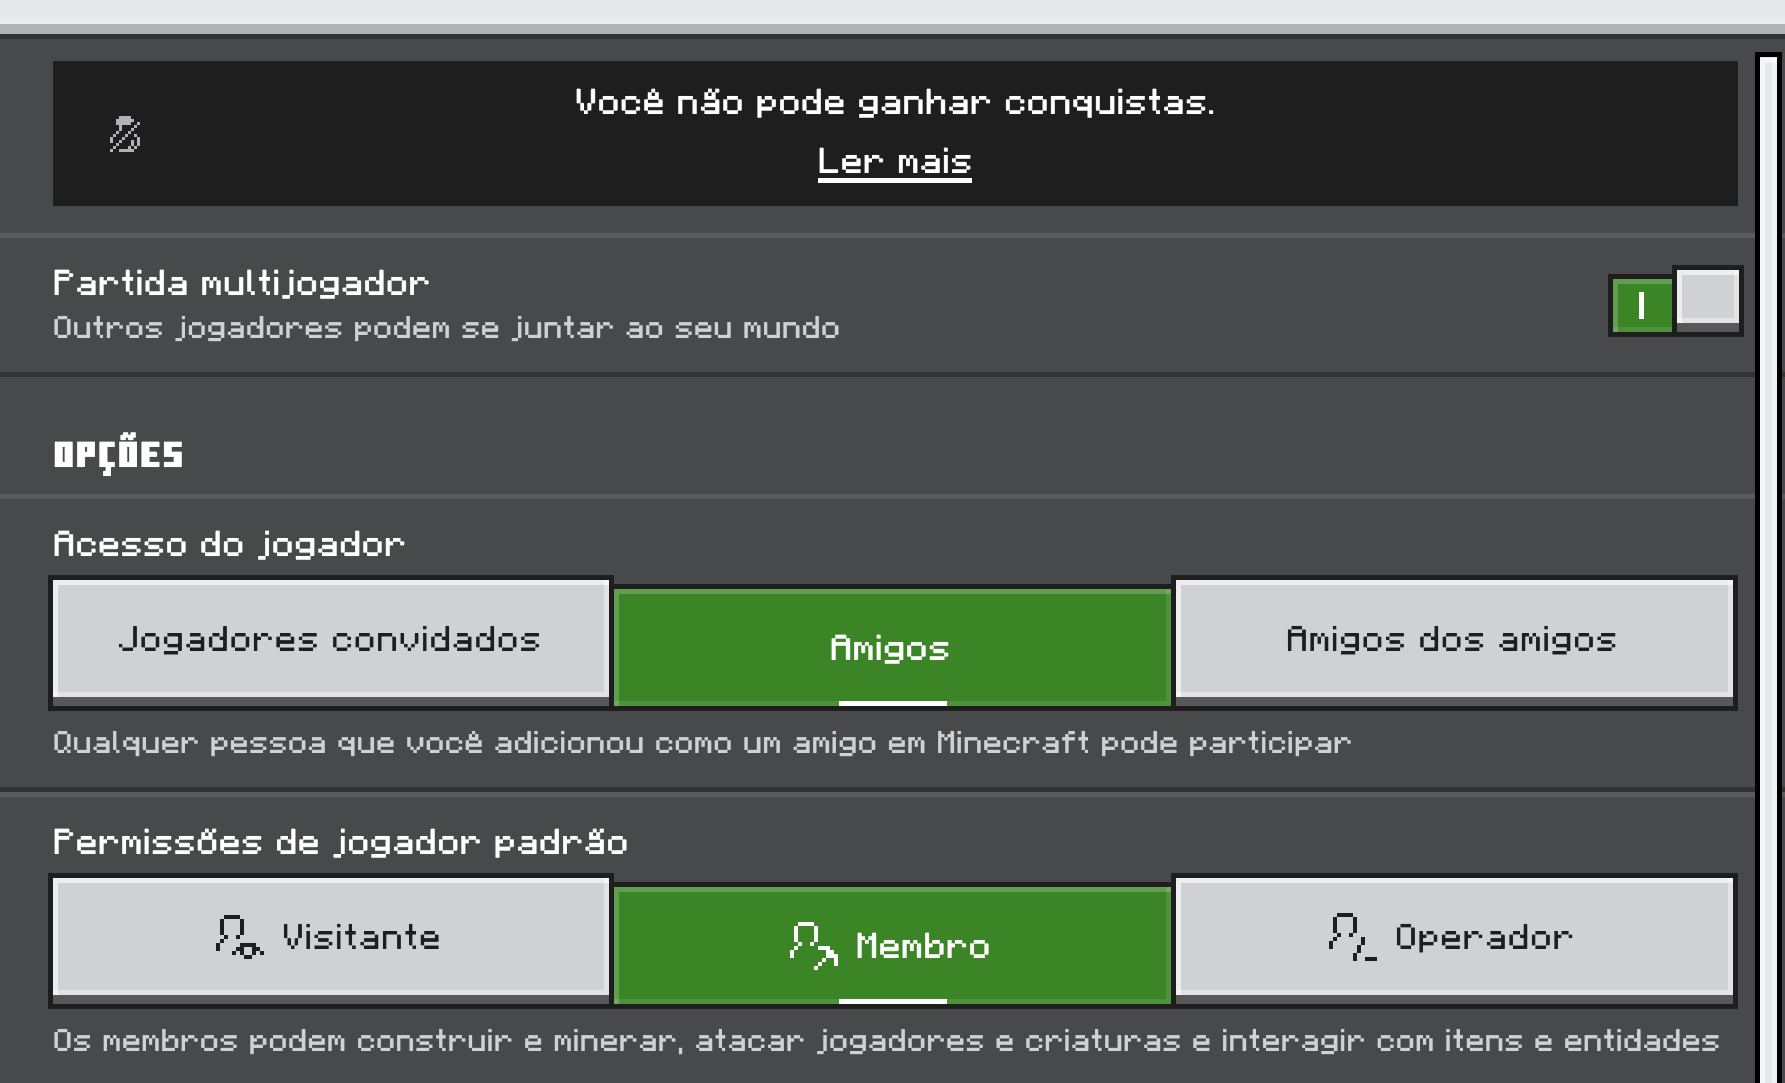 Você não pode ganhar conquistas.
Ler mais
Partida multijogador
Outros jogadores podem se juntar ao seu mundo
OPÇÕES
Acesso do jogador
Jogadores convidados
Amigos
Amigos dos amigos
Qualquer pessoa que você adicionou como um amigo em Minecraft pode participar
Permissões de jogador padrão
Visitante
Membro
Operador
Os membros podem construir e minerar, atacar jogadores e criaturas e interagir com itens e entidades